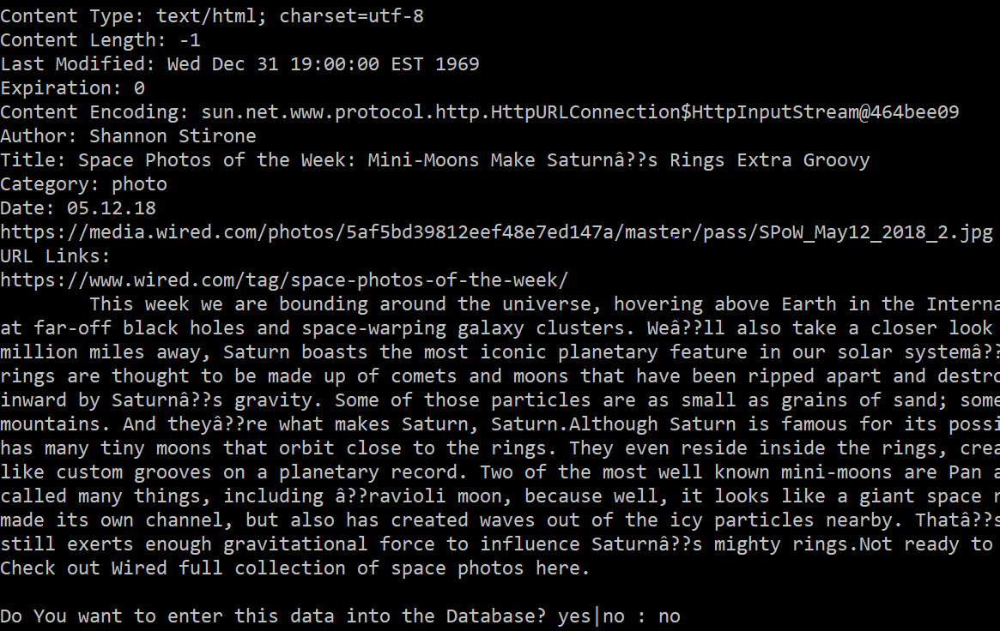 Content Type: text/html; charset=utf-8
Content Length: -1
Last Modified: Wed Dec 31 19:00:00 EST 1969
Expiration: 0
Content Encoding: sun.net.www.protocol.http.HttpURLConnection$HttpInputStream@464bee09
Author: Shannon Stirone
Title: Space Photos of the Week: Mini-Moons Make Saturnâ??s Rings Extra Groovy
Category: photo
Date: 05.12.18
https://media.wired.com/photos/5af5bd39812eef48e7ed147a/master/pass/SPoW_May12_2018_2.jpg
URL Links:
https://www.wired.com/tag/space-photos-of-the-week/
This week we are bounding around the universe, hovering above Earth in the Interna
at far-off black holes and space-warping galaxy clusters. Weâ??ll also take a closer look
million miles away, Saturn boasts the most iconic planetary feature in our solar systemâ??
rings are thought to be made up of comets and moons that have been ripped apart and destro
inward by Saturnâ??s gravity. Some of those particles are as small as grains of sand; some
mountains. And theyâ??re what makes Saturn, Saturn.Although Saturn is famous for its possi
has many tiny moons that orbit close to the rings. They even reside inside the rings, crea
like custom grooves on a planetary record. Two of the most well known mini-moons are Pan a
called many things, including â??ravioli moon, because well, it looks like a giant space r
made its own channel, but also has created waves out of the icy particles nearby. Thatâ??s
still exerts enough gravitational force to influence Saturnâ??s mighty rings.Not ready to
Check out Wired full collection of space photos here.
Do You want to enter this data into the Database? yes|no : no